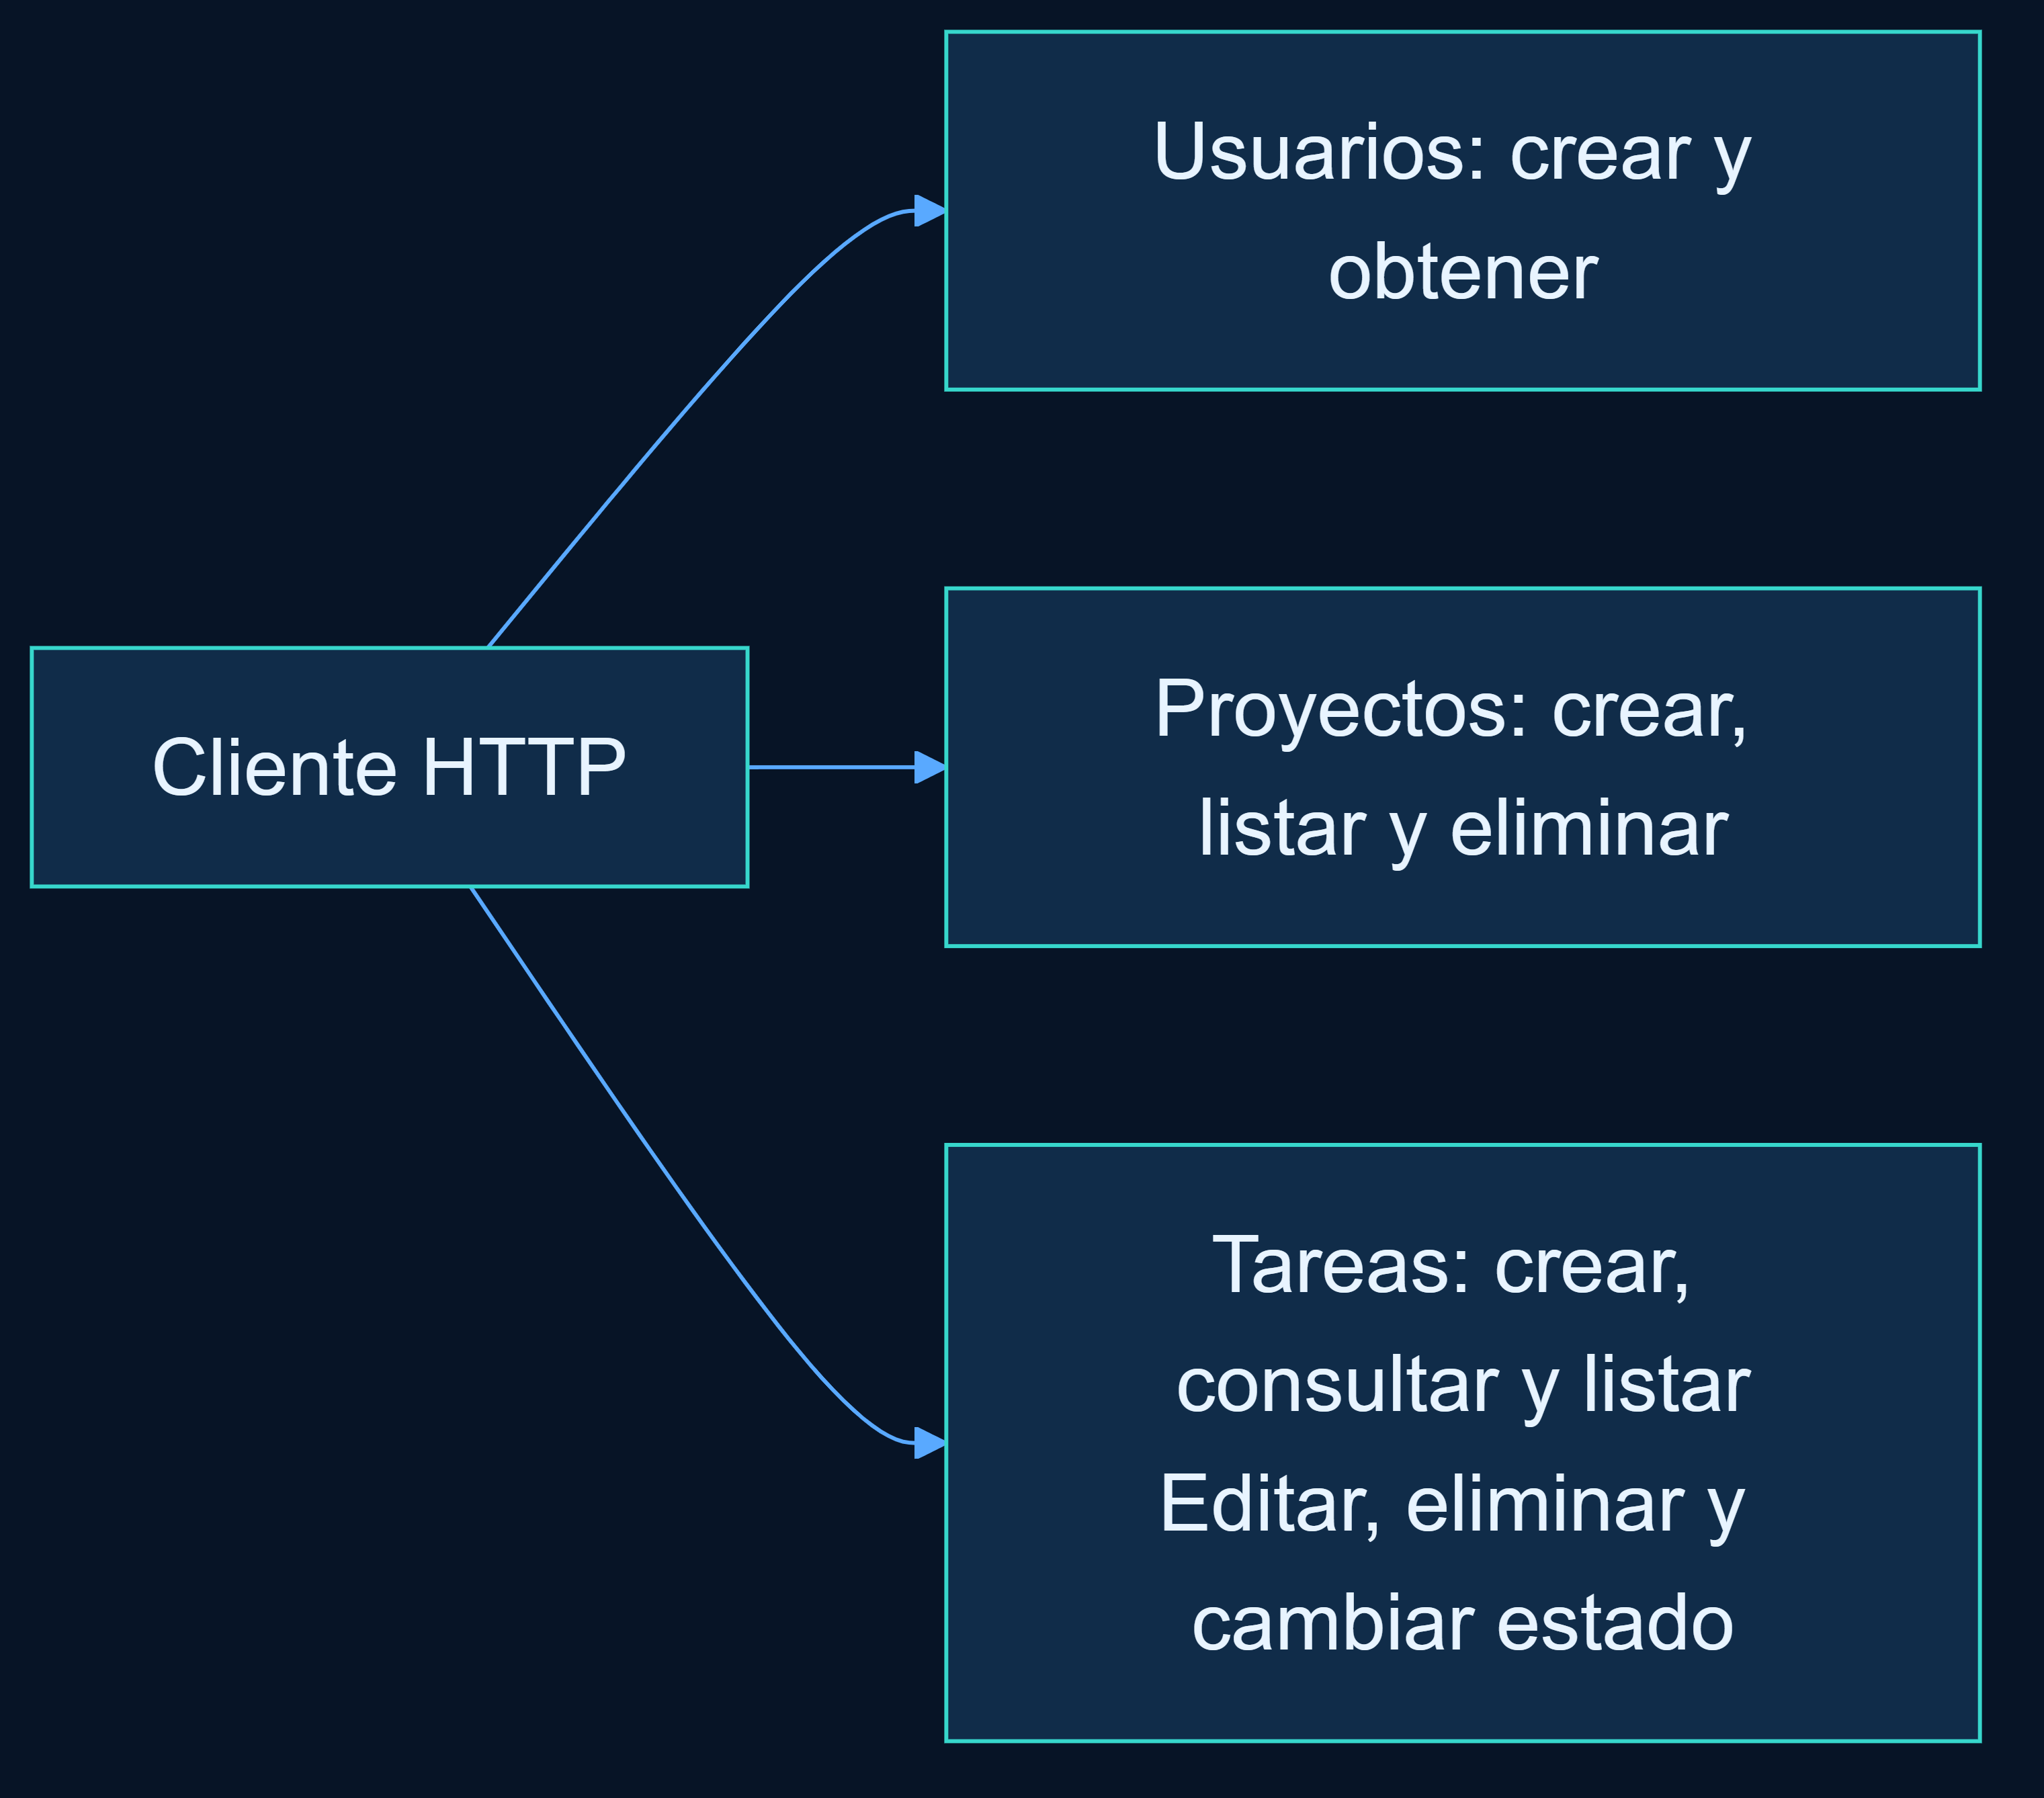 Usuarios: crear y
obtener
Cliente HTTP
Proyectos: crear,
listar y eliminar
Tareas: crear,
consultar y listar
Editar, eliminar y
cambiar estado